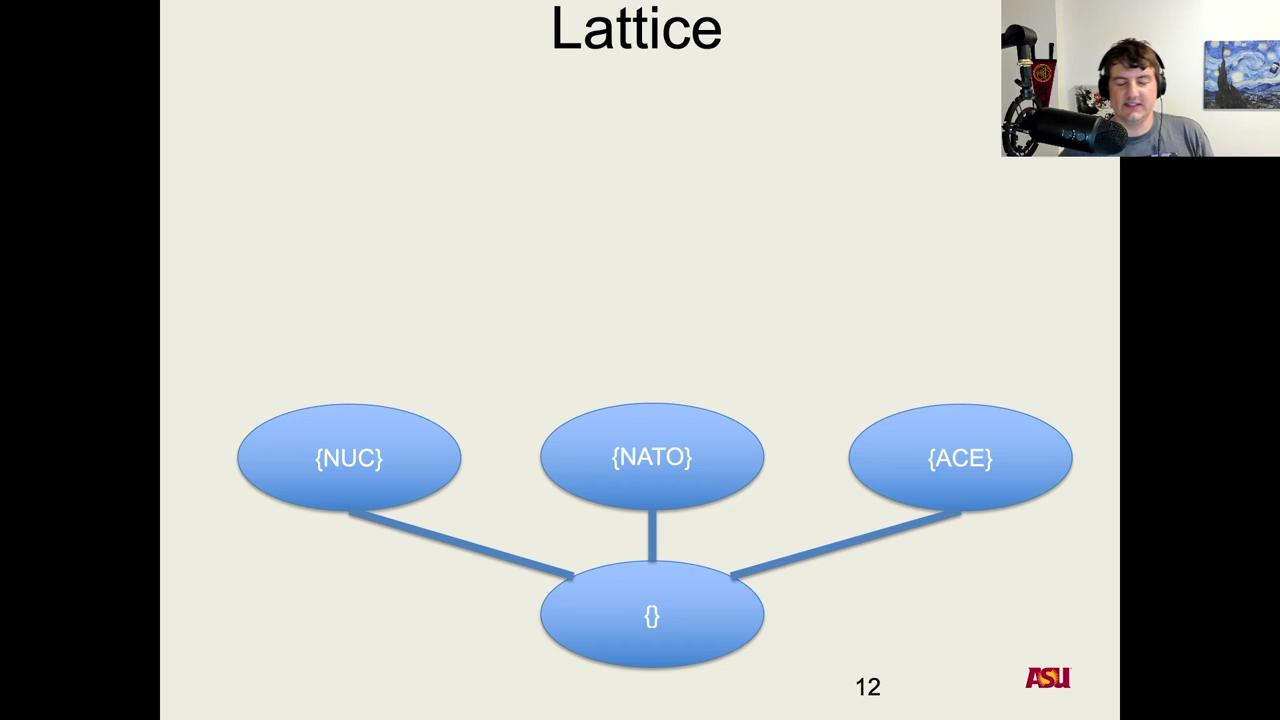 Lattice
{NUC}
{NATO}
{ACE}
{}
12
ASU